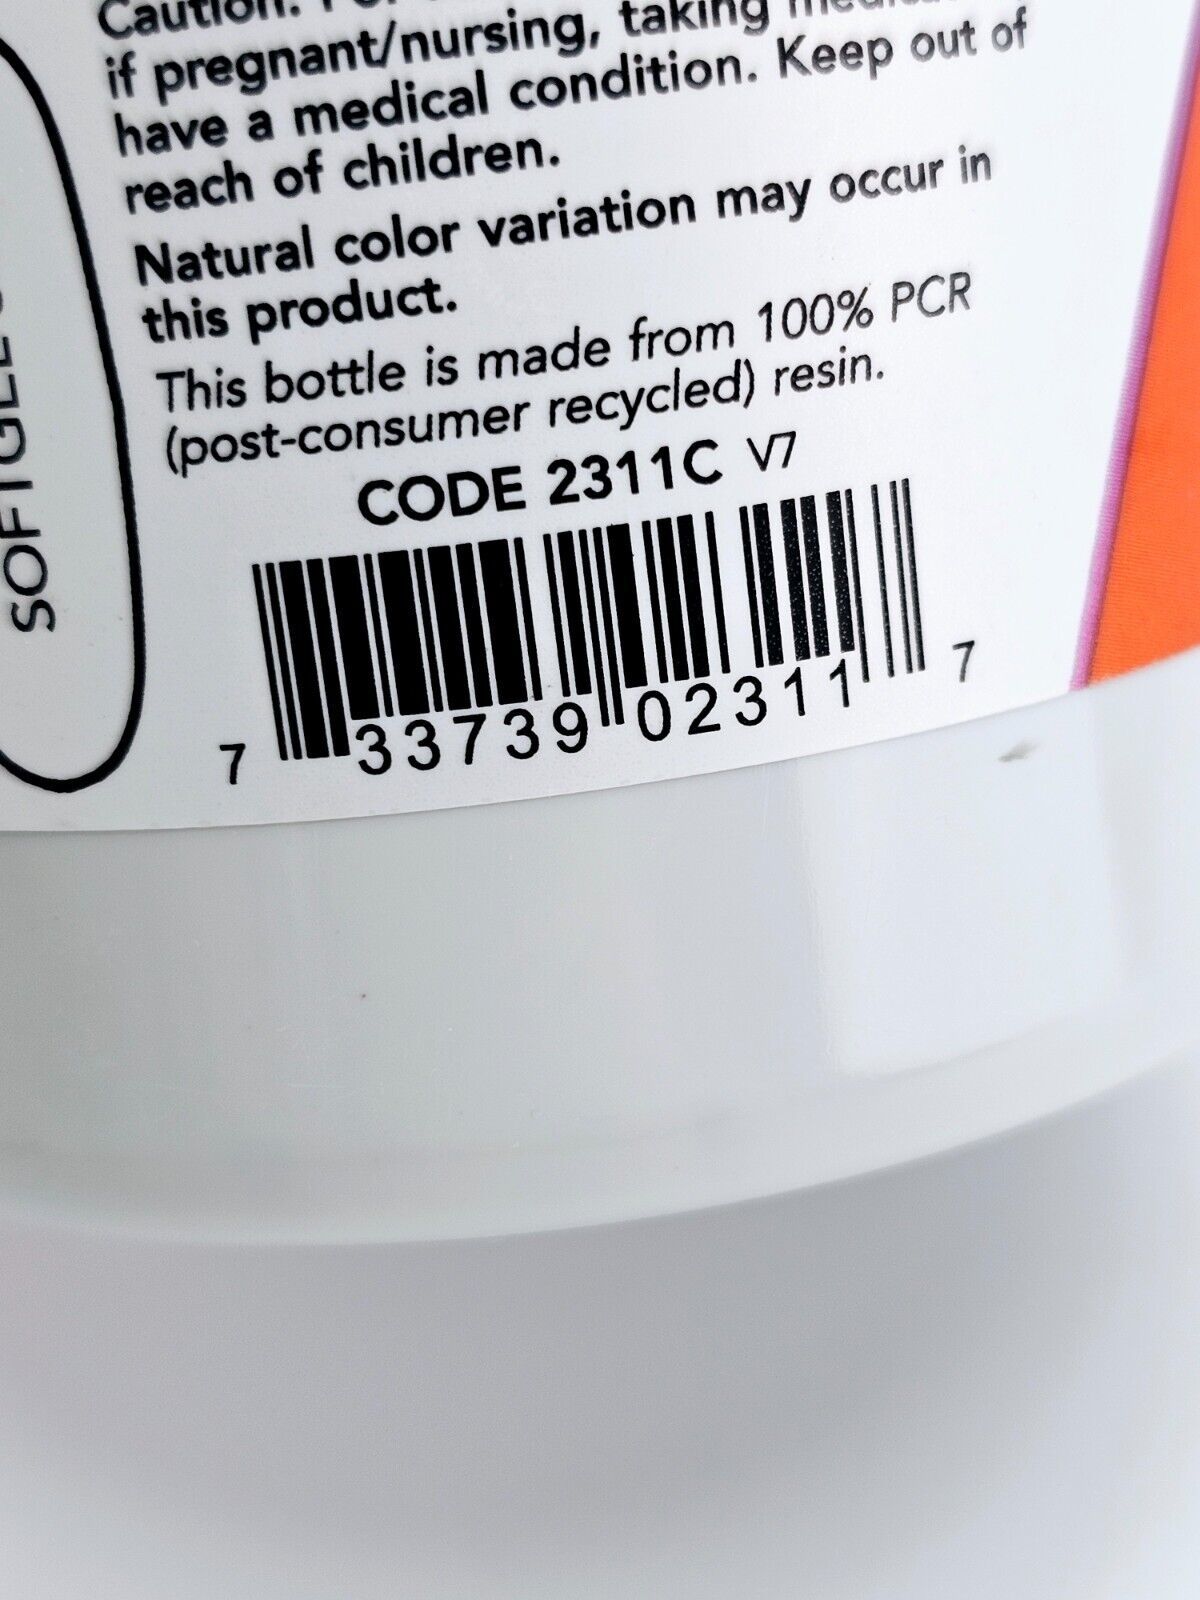 Caution:
if pregnant/nursing, taking
have a medical condition. Keep out of
reach of children.
Natural color variation may occur in
this product.
This bottle is made from 100% PCR
(post-consumer recycled) resin.
CODE 2311C V7
7 33739 02311 7